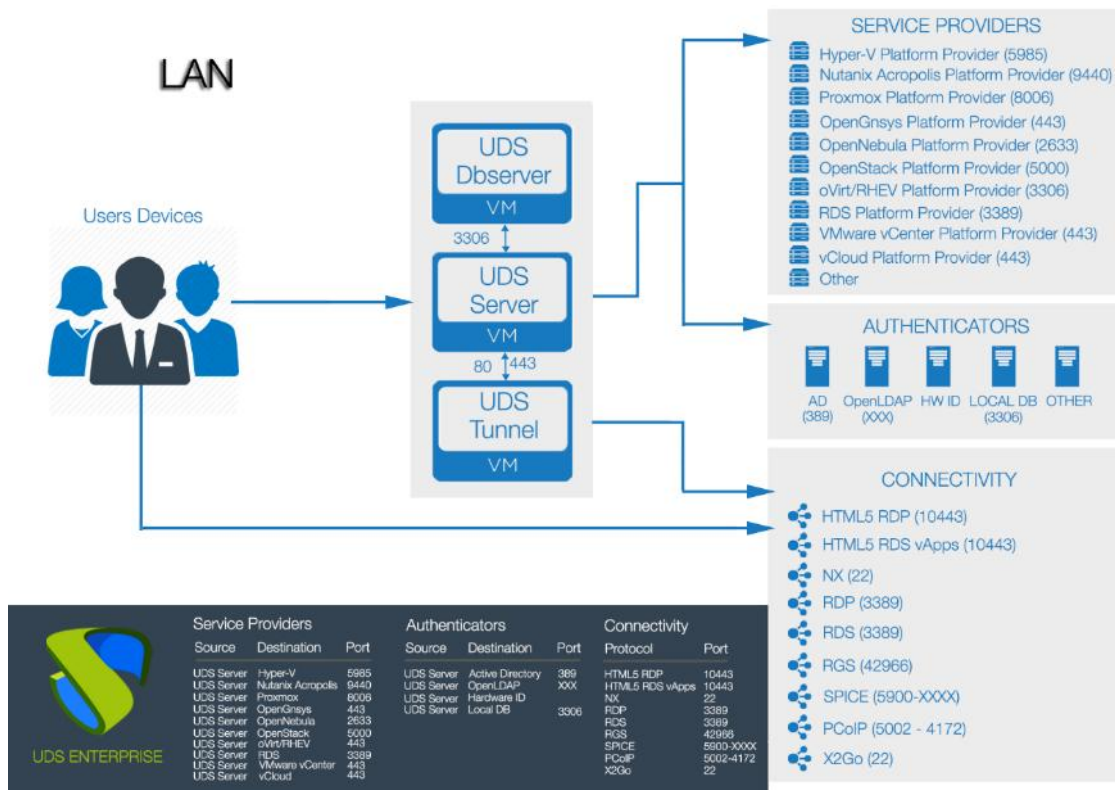 LAN
Users Devices
UDS
Dbserver
VM
3306
UDS
Server
VM
80 443
UDS
Tunnel
VM
SERVICE PROVIDERS
Hyper-V Platform Provider (5985)
Nutanix Acropolis Platform Provider (9440)
Proxmox Platform Provider (8006)
OpenGnsys Platform Provider (443)
OpenNebula Platform Provider (2633)
OpenStack Platform Provider (5000)
oVirt/RHEV Platform Provider (3306)
RDS Platform Provider (3389)
VMware vCenter Platform Provider (443)
vCloud Platform Provider (443)
Other
AUTHENTICATORS
AD OpenLDAP HW ID LOCAL DB OTHER
(389) (XXX) (3306)
CONNECTIVITY
HTML5 RDP (10443)
HTML5 RDS vApps (10443)
NX (22)
RDP (3389)
RDS (3389)
RGS (42966)
SPICE (5900-XXXX)
PCoIP (5002 - 4172)
X2Go (22)
UDS ENTERPRISE
Service Providers
Source Destination Port
UDS Server Hyper-V 5985
UDS Server Nutanix Acropolis 9440
UDS Server Proxmox 8006
UDS Server OpenGnsys 443
UDS Server OpenNebula 2633
UDS Server OpenStack 5000
UDS Server oVirt/RHEV 443
UDS Server RDS 3389
UDS Server VMware vCenter 443
UDS Server vCloud 443
Authenticators
Source Destination Port
UDS Server Active Directory 389
UDS Server OpenLDAP XXX
UDS Server Hardware ID
UDS Server Local DB 3306
Connectivity
Protocol Port
HTML5 RDP 10443
HTML5 RDS vApps 10443
NX 22
RDP 3389
RDS 3389
RGS 42966
SPICE 5900-XXXX
PCoIP 5002-4172
X2Go 22